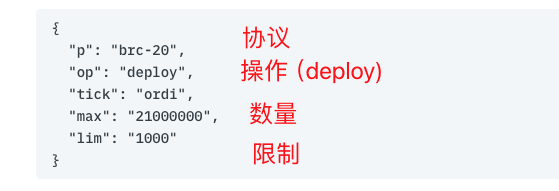 {
"p": "brc-20", 协议
"op": "deploy", 操作（deploy)
"tick": "ordi",
"max": "21000000", 数量
"lim": "1000" 限制
}